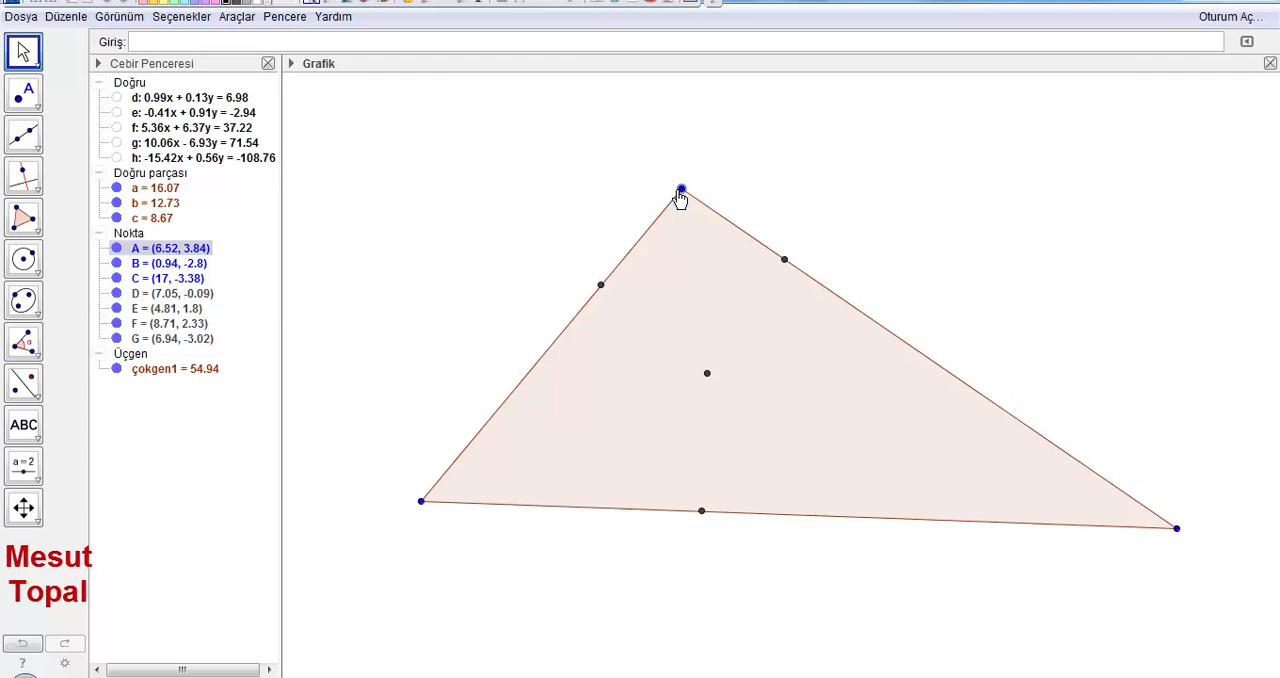 Dosya Düzenle Görünüm Seçenekler Araçlar Pencere Yardım Oturum Aç...
Giriş:
Cebir Penceresi Grafik
Doğru
d: 0.99x + 0.13y = 6.98
e: -0.41x + 0.91y = -2.94
f: 5.36x + 6.37y = 37.22
g: 10.06x - 6.93y = 71.54
h: -15.42x + 0.56y = -108.76
Doğru parçası
a = 16.07
b = 12.73
c = 8.67
Nokta
A = (6.52, 3.84)
B = (0.94, -2.8)
C = (17, -3.38)
D = (7.05, -0.09)
E = (4.81, 1.8)
F = (8.71, 2.33)
G = (6.94, -3.02)
Üçgen
çokgen1 = 54.94
A
α
ABC
a = 2
Mesut
Topal
?